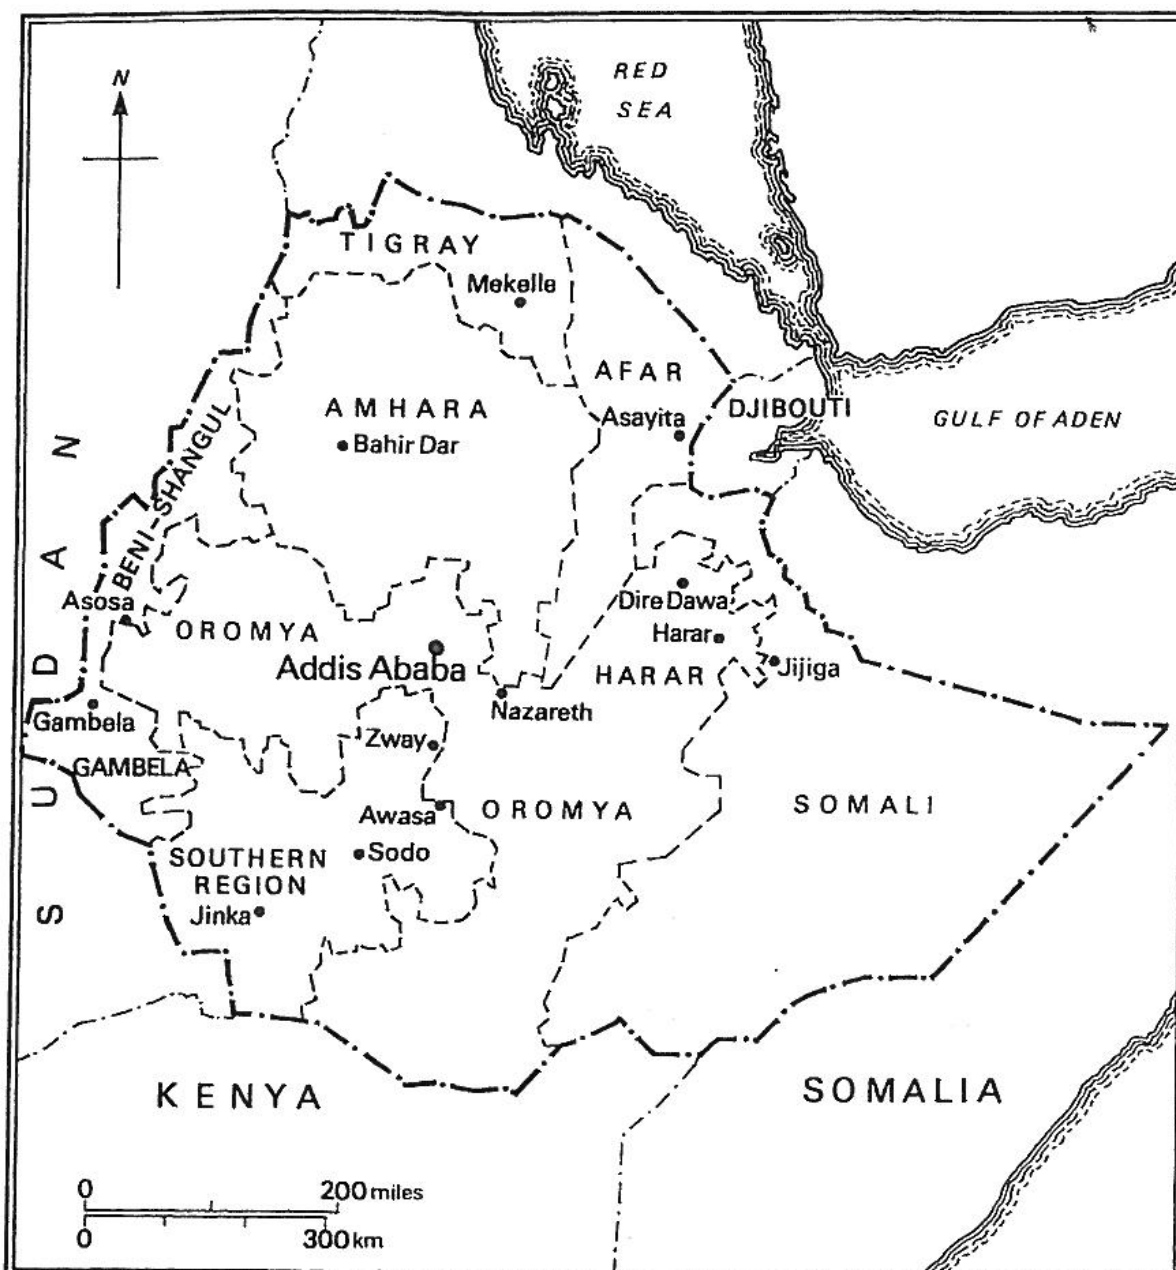 N
RED
SEA
TIGRAY
Mekelle
AFAR
AMHARA
Asayita
DJIBOUTI
Bahir Dar
GULF OF ADEN
BENI-SHANGUL
SUDAN
Asosa
OROMYA
Dire Dawa
Harar
Addis Ababa
HARAR
Jijiga
Gambela
Nazareth
Zway
GAMBELA
Awasa
OROMYA
SOMALI
SOUTHERN
REGION
Sodo
Jinka
KENYA
SOMALIA
0 200 miles
0 300 km